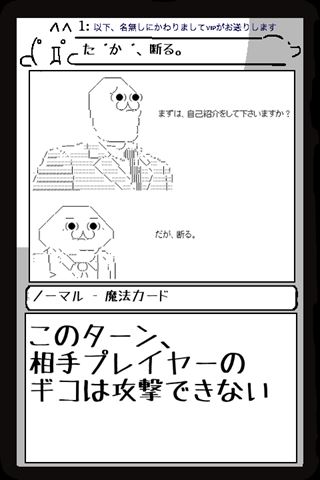 1: 以下、名無しにかわりましてVIPがお送りします
た゛か゛、断る。
まずは、自己紹介をして下さいますか?
だが、断る。
ノーマル - 魔法カード
このターン、
相手プレイヤーの
ギコは攻撃できない